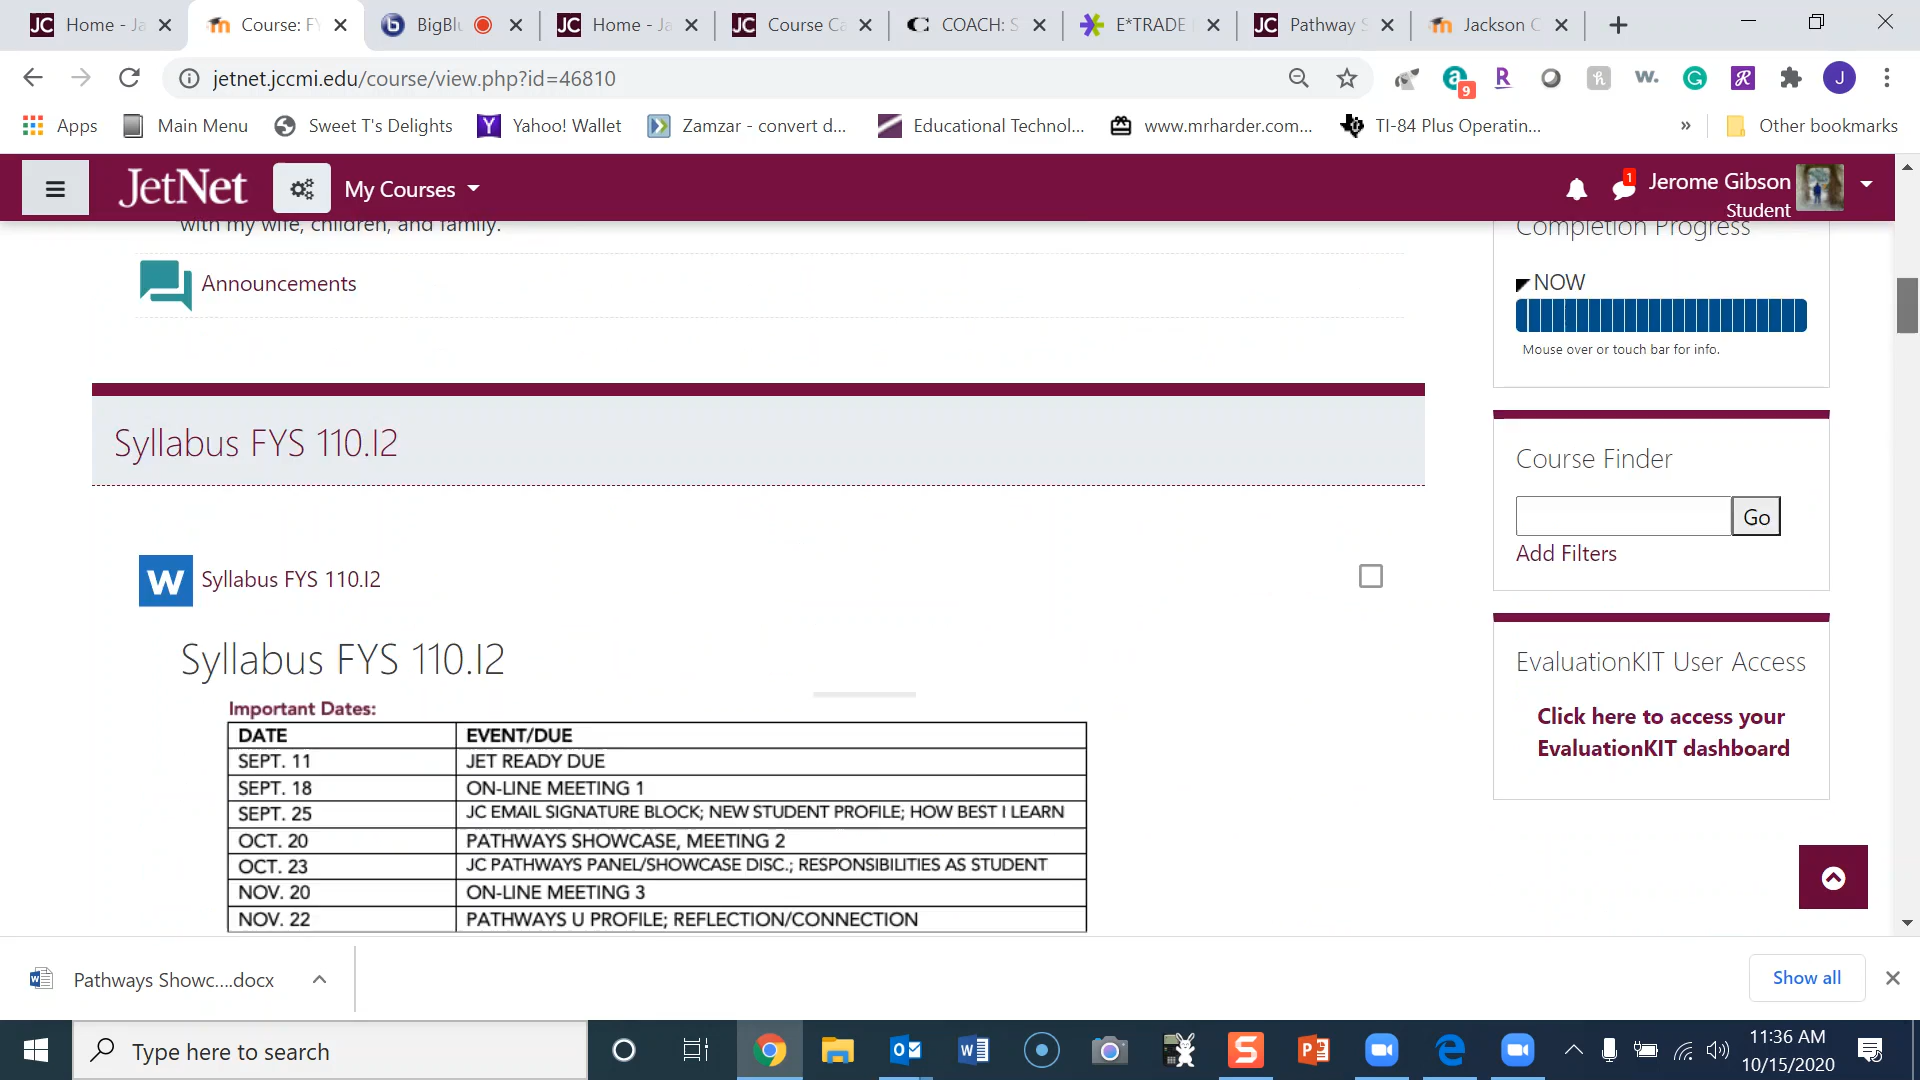 JC Home - Ja
Course: FY
BigBlu
JC Home - Ja
JC Course Ca
COACH: S
E*TRADE
JC Pathway S
Jackson C
jetnet.jccmi.edu/course/view.php?id=46810
9
J
Apps
Main Menu
Sweet T's Delights
Yahoo! Wallet
Zamzar - convert d...
Educational Technol...
www.mrharder.com...
TI-84 Plus Operatin...
»
Other bookmarks
JetNet
My Courses
1
Jerome Gibson
Student
with my wife, children, and family.
Announcements
Syllabus FYS 110.I2
W Syllabus FYS 110.I2
Syllabus FYS 110.I2
Important Dates:
DATE EVENT/DUE
SEPT. 11 JET READY DUE
SEPT. 18 ON-LINE MEETING 1
SEPT. 25 JC EMAIL SIGNATURE BLOCK; NEW STUDENT PROFILE; HOW BEST I LEARN
OCT. 20 PATHWAYS SHOWCASE, MEETING 2
OCT. 23 JC PATHWAYS PANEL/SHOWCASE DISC.; RESPONSIBILITIES AS STUDENT
NOV. 20 ON-LINE MEETING 3
NOV. 22 PATHWAYS U PROFILE; REFLECTION/CONNECTION
Completion Progress
NOW
Mouse over or touch bar for info.
Course Finder
Go
Add Filters
EvaluationKIT User Access
Click here to access your
EvaluationKIT dashboard
Pathways Showc....docx
Show all
Type here to search
11:36 AM
10/15/2020